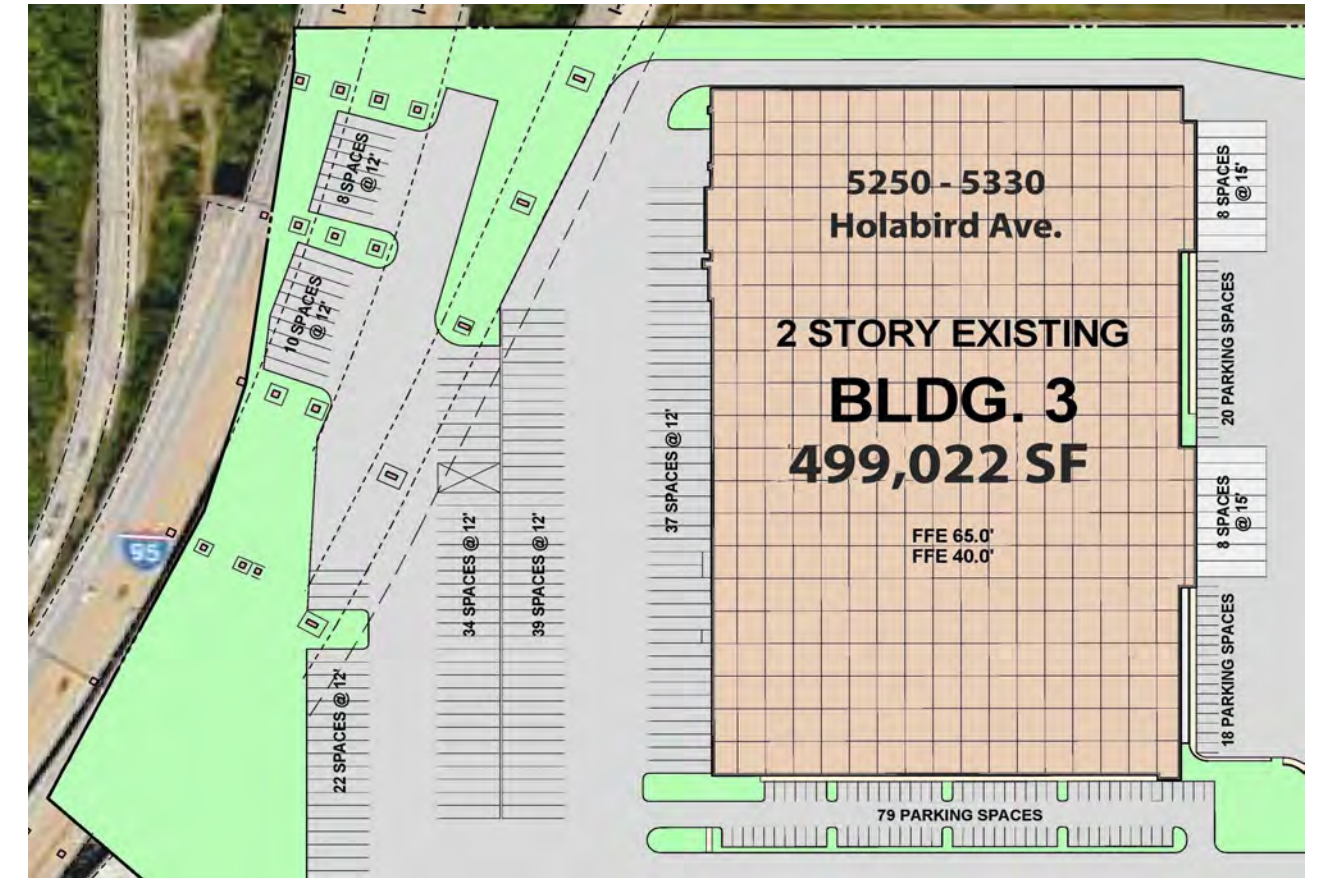 I-
I-
I-
8 SPACES
@ 12'
10 SPACES
@ 12'
95
22 SPACES @ 12'
34 SPACES @ 12'
39 SPACES @ 12'
37 SPACES @ 12'
5250 - 5330
Holabird Ave.
2 STORY EXISTING
BLDG. 3
499,022 SF
FFE 65.0'
FFE 40.0'
8 SPACES
@ 15'
20 PARKING SPACES
8 SPACES
@ 15'
18 PARKING SPACES
79 PARKING SPACES